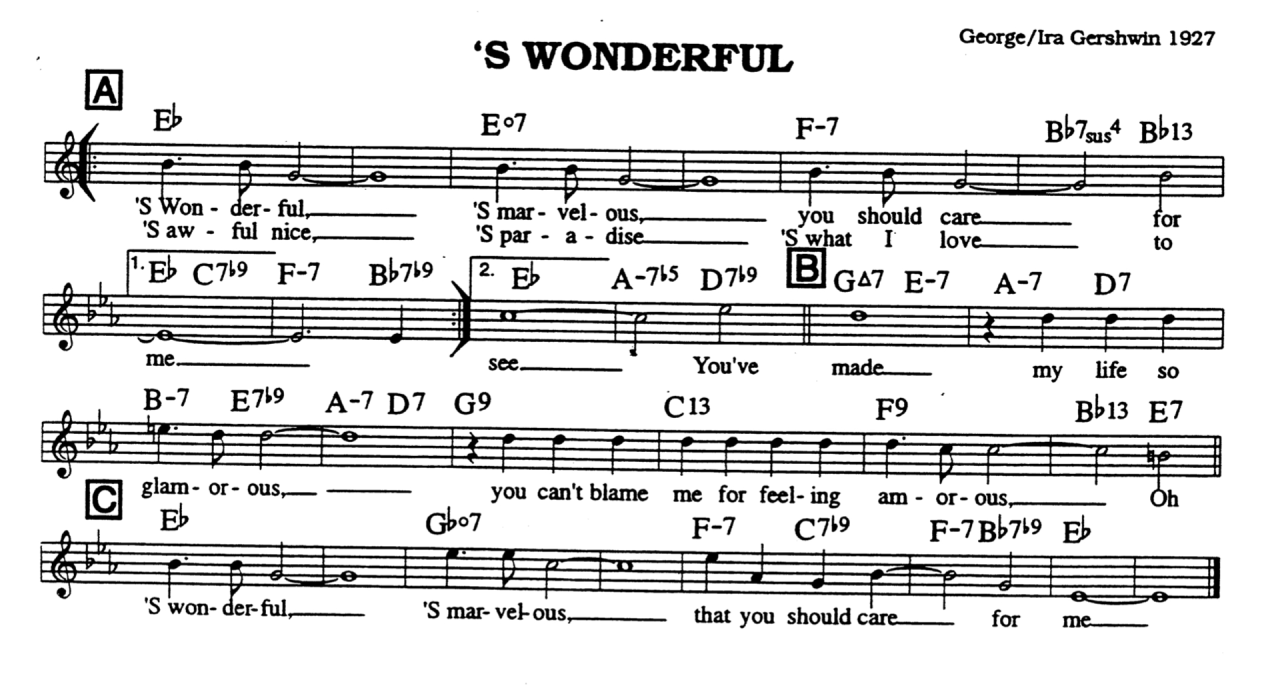 ‘S WONDERFUL
George/Ira Gershwin 1927
A
E♭ E°7 F-7 B♭7sus4 B♭13
'S Won - der- ful, 'S mar- vel- ous, you should care for
'S aw - ful nice, 'S par - a - dise 'S what I love to
1. E♭ C7♭9 F-7 B♭7♭9 2. E♭ A-7♭5 D7♭9 B G∆7 E-7 A-7 D7
me see You've made my life so
B-7 E7♭9 A-7 D7 G9 C13 F9 B♭13 E7
glam- or- ous, you can't blame me for feel- ing am - or- ous, Oh
C
E♭ G♭°7 F-7 C7♭9 F-7 B♭7♭9 E♭
'S won- der- ful, 'S mar- vel- ous, that you should care for me